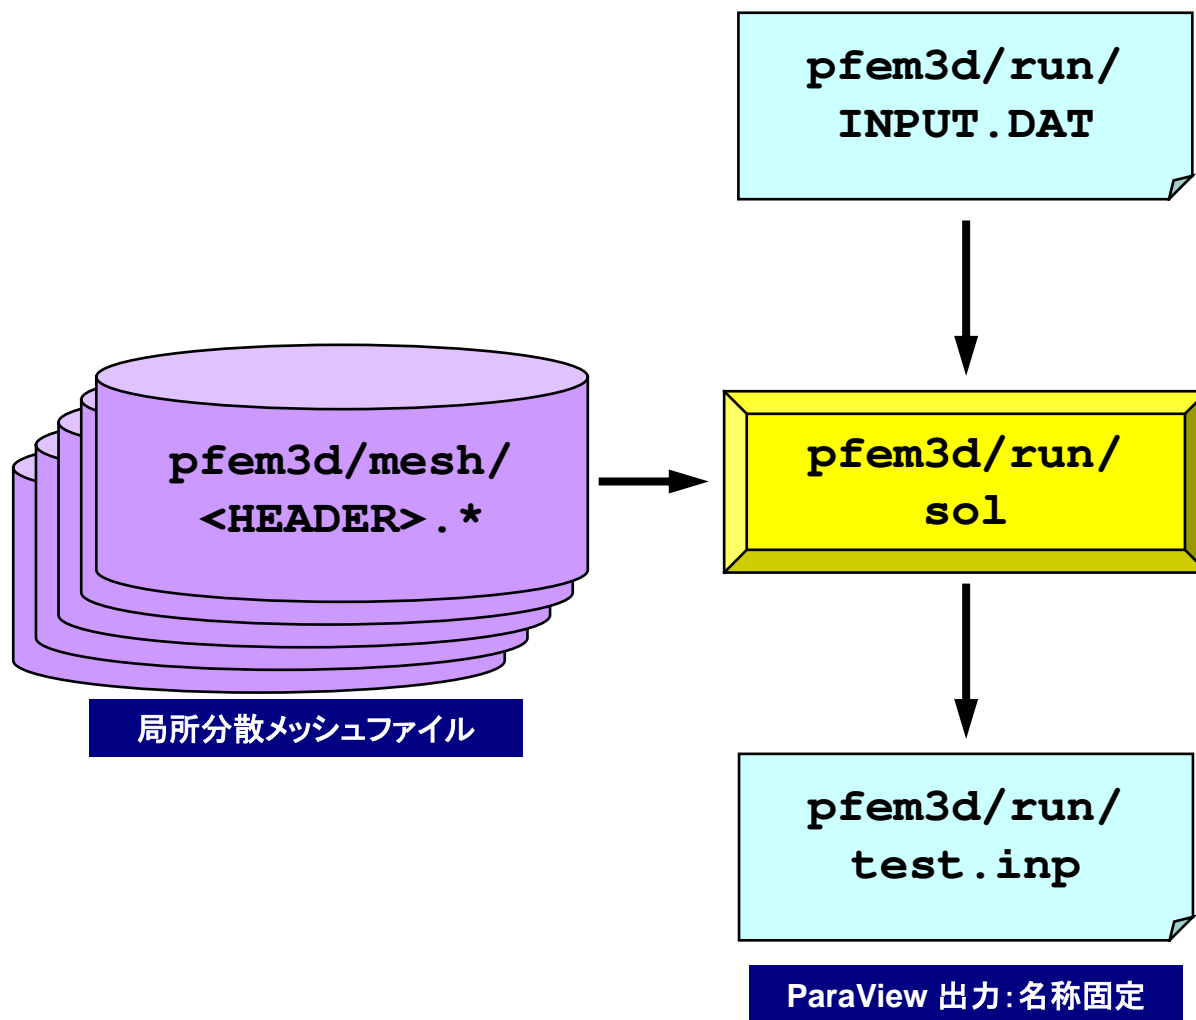 pfem3d/run/
INPUT.DAT
pfem3d/mesh/
<HEADER>.*
pfem3d/run/
sol
局所分散メッシュファイル
pfem3d/run/
test.inp
ParaView 出力:名称固定